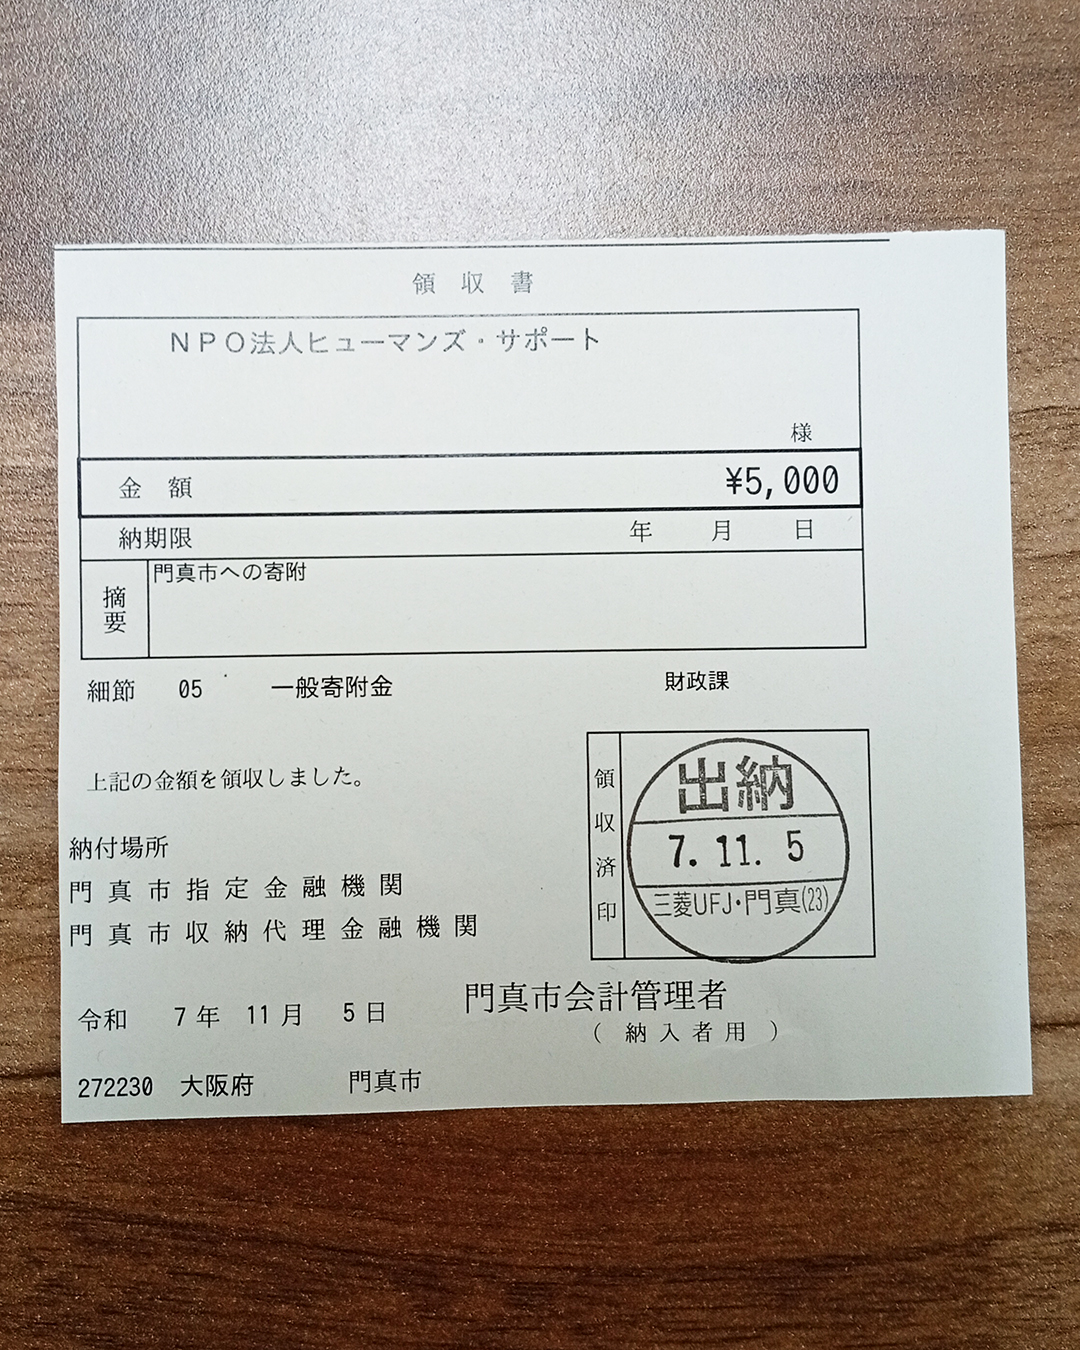 領収書
NPO法人ヒューマンズ・サポート
様
金額 ¥5,000
納期限 年 月 日
摘要 門真市への寄附
細節 05 一般寄附金 財政課
上記の金額を領収しました。
領収済印
出納
7.11.5
三菱UFJ・門真(23)
納付場所
門真市指定金融機関
門真市収納代理金融機関
令和 7年 11月 5日 門真市会計管理者
(納入者用)
272230 大阪府 門真市